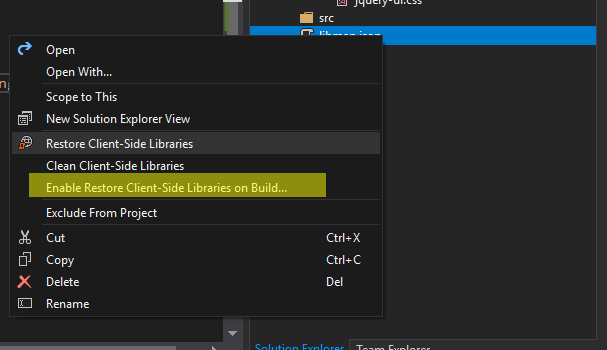 jquery-ui.css
src
libman.json
Open
Open With...
Scope to This
New Solution Explorer View
Restore Client-Side Libraries
Clean Client-Side Libraries
Enable Restore Client-Side Libraries on Build...
Exclude From Project
Cut Ctrl+X
Copy Ctrl+C
Delete Del
Rename
Solution Explorer Team Explorer